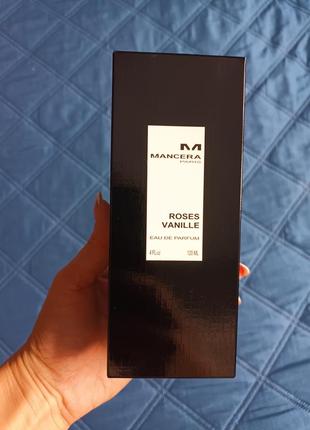 M
MANCERA
PARIS
ROSES
VANILLE
EAU DE PARFUM
4 fl.oz 120 ML